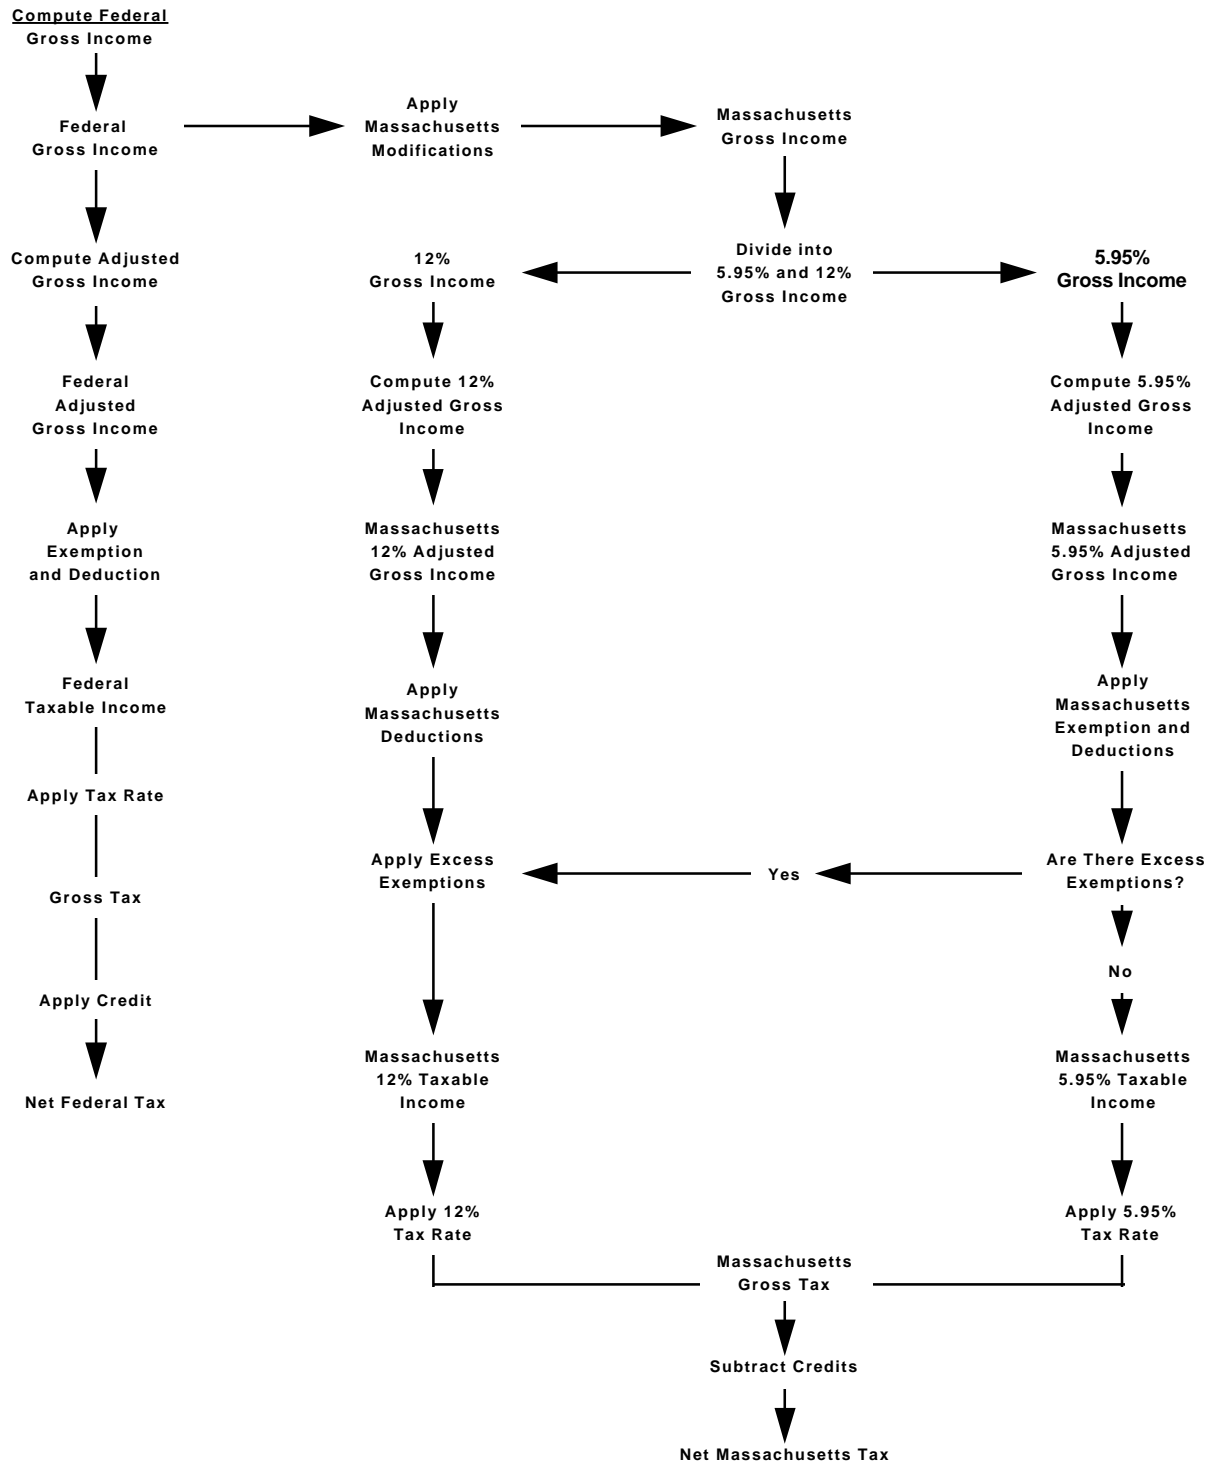 Compute Federal
Gross Income
Federal
Gross Income
Apply
Massachusetts
Modifications
Massachusetts
Gross Income
Compute Adjusted
Gross Income
12%
Gross Income
Divide into
5.95% and 12%
Gross Income
5.95%
Gross Income
Federal
Adjusted
Gross Income
Compute 12%
Adjusted Gross
Income
Compute 5.95%
Adjusted Gross
Income
Apply
Exemption
and Deduction
Massachusetts
12% Adjusted
Gross Income
Massachusetts
5.95% Adjusted
Gross Income
Federal
Taxable Income
Apply
Massachusetts
Deductions
Apply
Massachusetts
Exemption and
Deductions
Apply Tax Rate
Apply Excess
Exemptions
Yes
Are There Excess
Exemptions?
Gross Tax
No
Apply Credit
Massachusetts
12% Taxable
Income
Massachusetts
5.95% Taxable
Income
Net Federal Tax
Apply 12%
Tax Rate
Apply 5.95%
Tax Rate
Massachusetts
Gross Tax
Subtract Credits
Net Massachusetts Tax